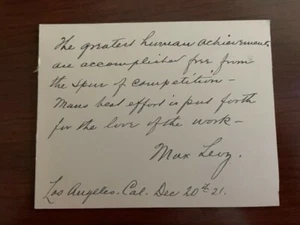 The greatest human achievements
are accomplished free from
the spur of competition -
Mans best effort is put forth
for the love of the work -
Max Levy.
Los Angeles. Cal. Dec 20th 21.